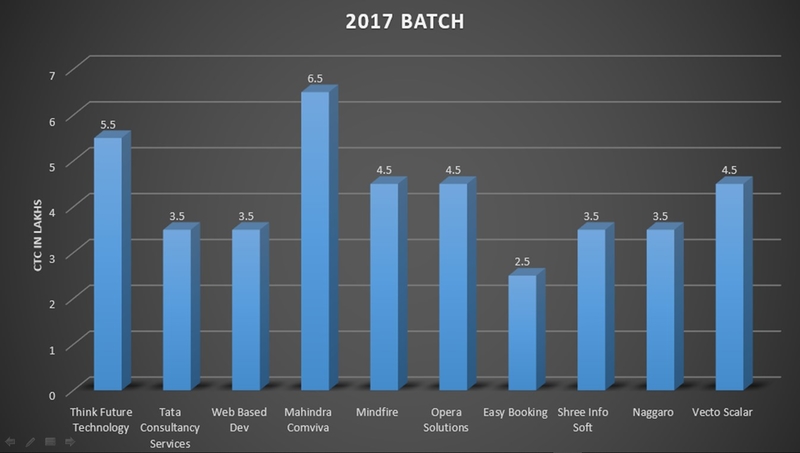 2017 BATCH
CTC IN LAKHS
7
6
5
4
3
2
1
0
5.5
3.5
3.5
6.5
4.5
4.5
2.5
3.5
3.5
4.5
Think Future
Technology
Tata
Consultancy
Services
Web Based
Dev
Mahindra
Comviva
Mindfire
Opera
Solutions
Easy Booking
Shree Info
Soft
Naggaro
Vecto Scalar